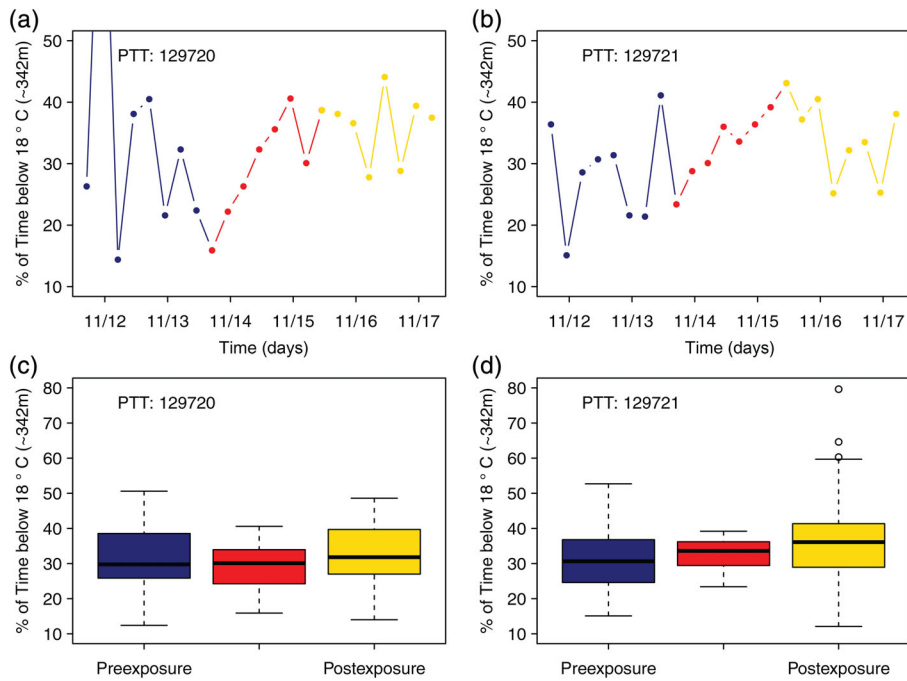 (a)
PTT: 129720
% of Time below 18 ° C (~342m)
50
40
30
20
10
11/12 11/13 11/14 11/15 11/16 11/17
Time (days)
(b)
PTT: 129721
% of Time below 18 ° C (~342m)
50
40
30
20
10
11/12 11/13 11/14 11/15 11/16 11/17
Time (days)
(c)
PTT: 129720
% of Time below 18 ° C (~342m)
80
70
60
50
40
30
20
10
Preexposure Postexposure
(d)
PTT: 129721
% of Time below 18 ° C (~342m)
80
70
60
50
40
30
20
10
Preexposure Postexposure